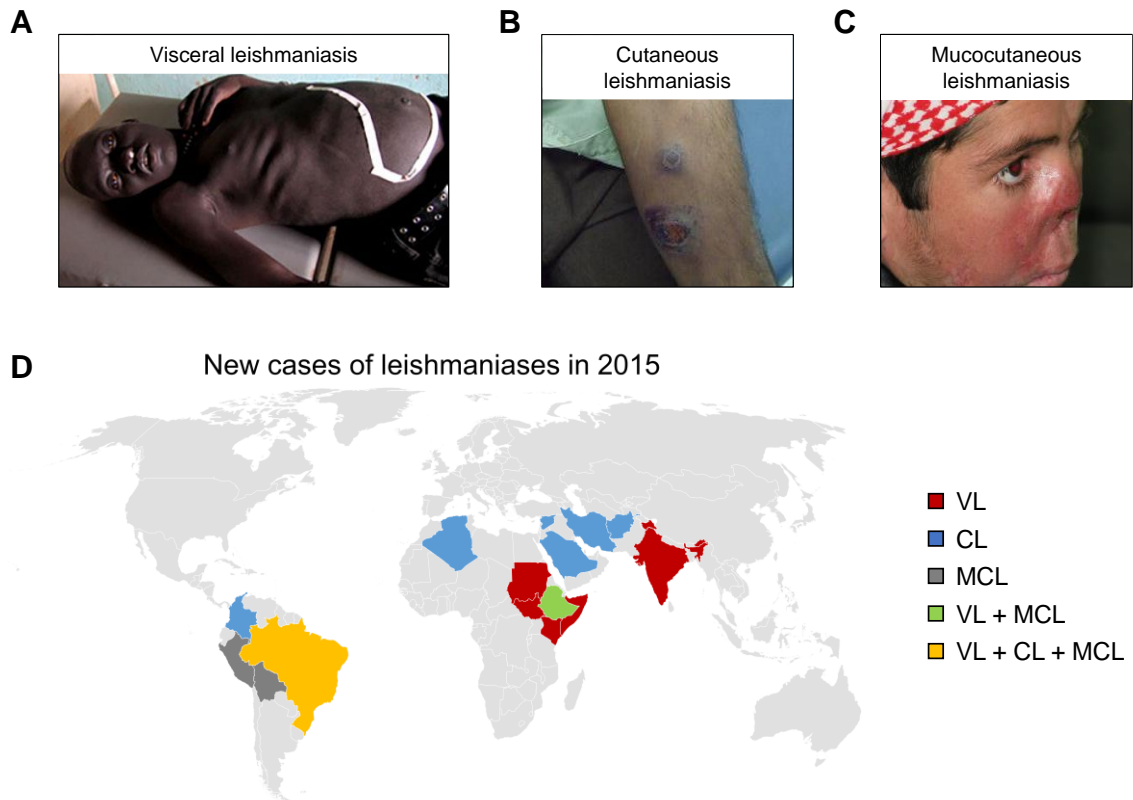 A
Visceral leishmaniasis
B
Cutaneous
leishmaniasis
C
Mucocutaneous
leishmaniasis
D
New cases of leishmaniases in 2015
VL
CL
MCL
VL + MCL
VL + CL + MCL